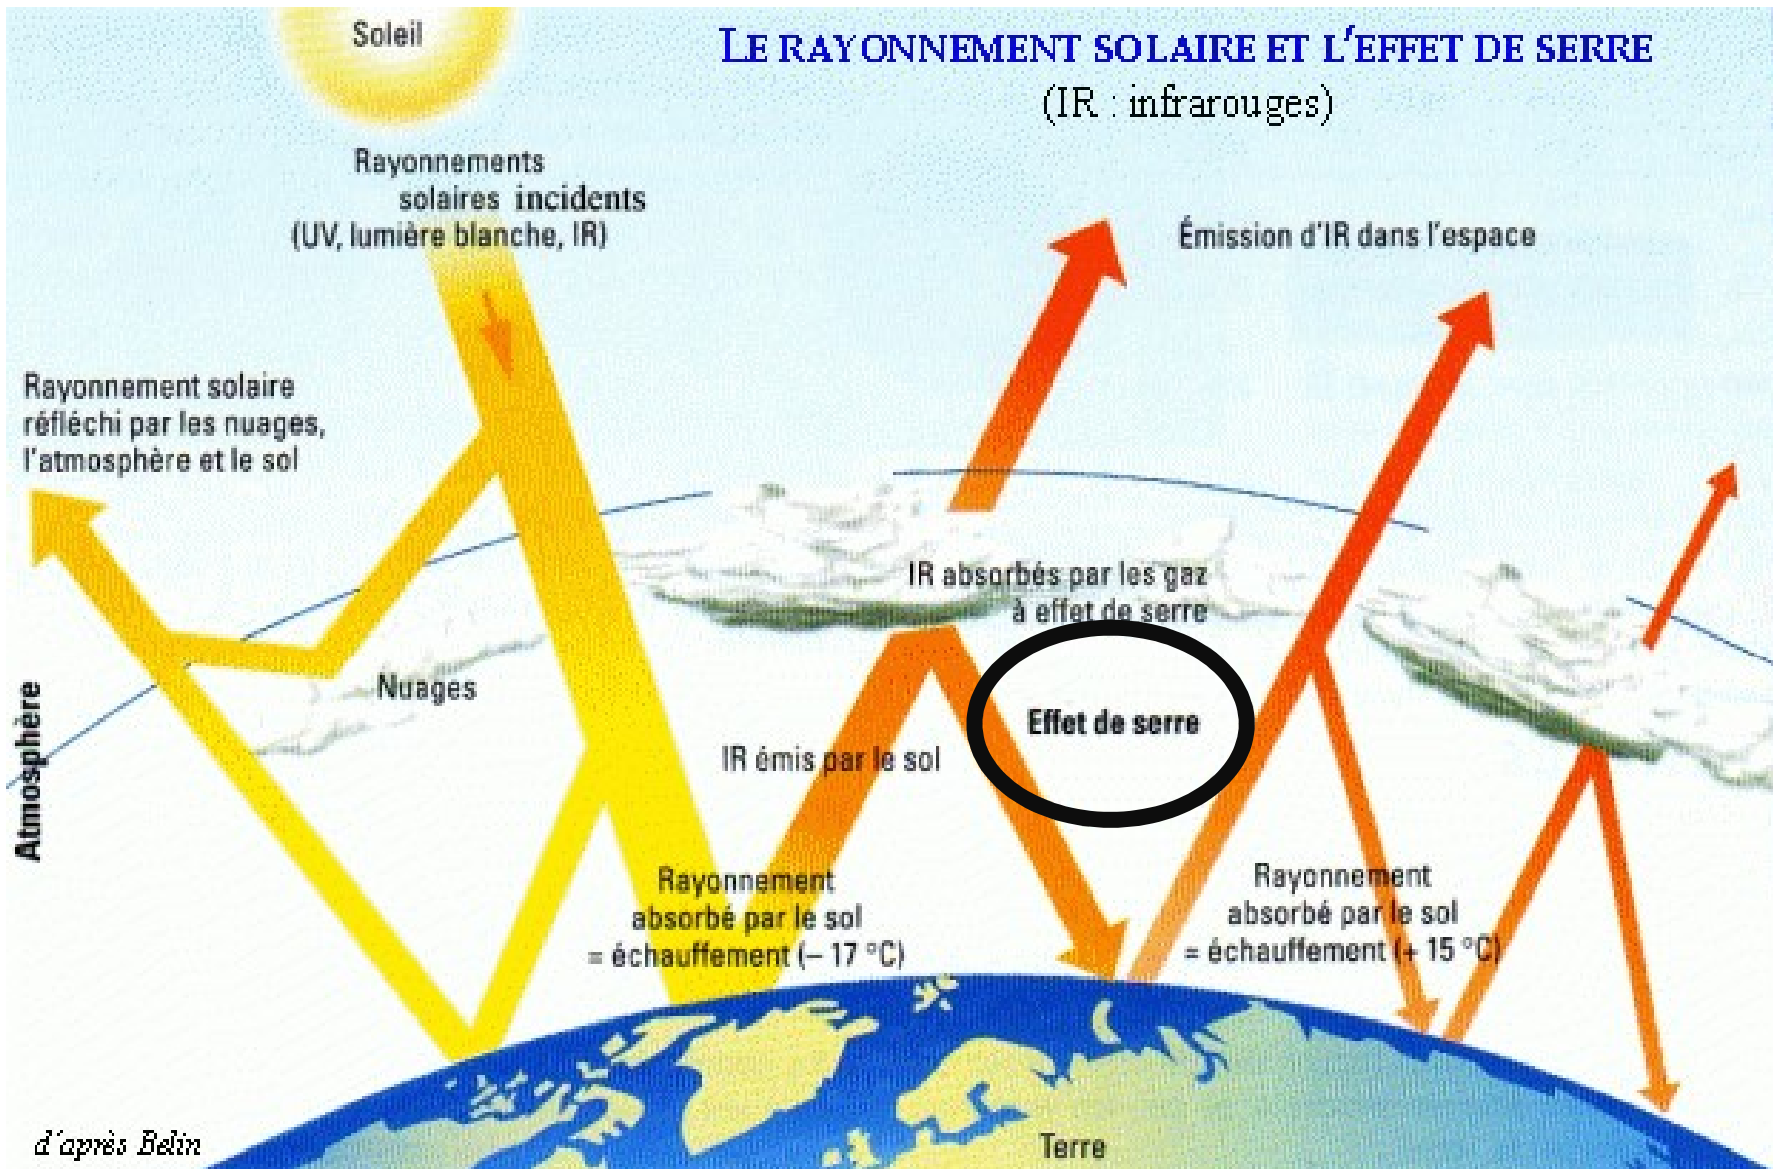 Soleil
LE RAYONNEMENT SOLAIRE ET L'EFFET DE SERRE
(IR : infrarouges)
Rayonnements
solaires incidents
(UV, lumière blanche, IR)
Émission d'IR dans l'espace
Rayonnement solaire
réfléchi par les nuages,
l'atmosphère et le sol
IR absorbés par les gaz
à effet de serre
Nuages
Effet de serre
IR émis par le sol
Atmosphère
Rayonnement
absorbé par le sol
= échauffement (– 17 °C)
Rayonnement
absorbé par le sol
= échauffement (+ 15 °C)
d'après Belin
Terre